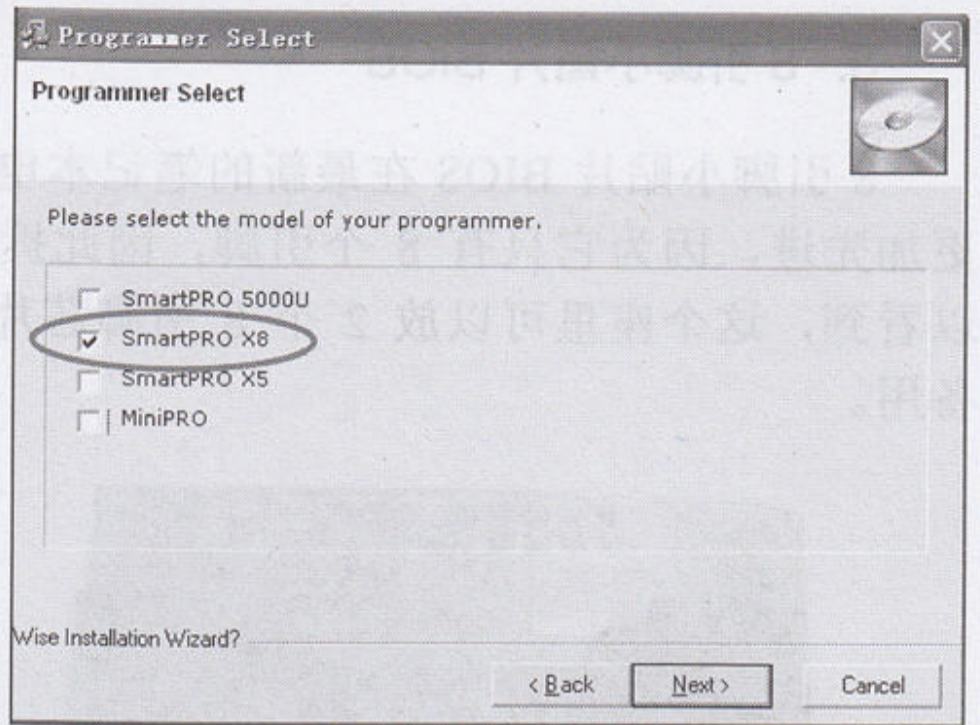 Programmer Select
Programmer Select
Please select the model of your programmer.
SmartPRO 5000U
SmartPRO X8
SmartPRO X5
MiniPRO
Wise Installation Wizard?
< Back
Next >
Cancel